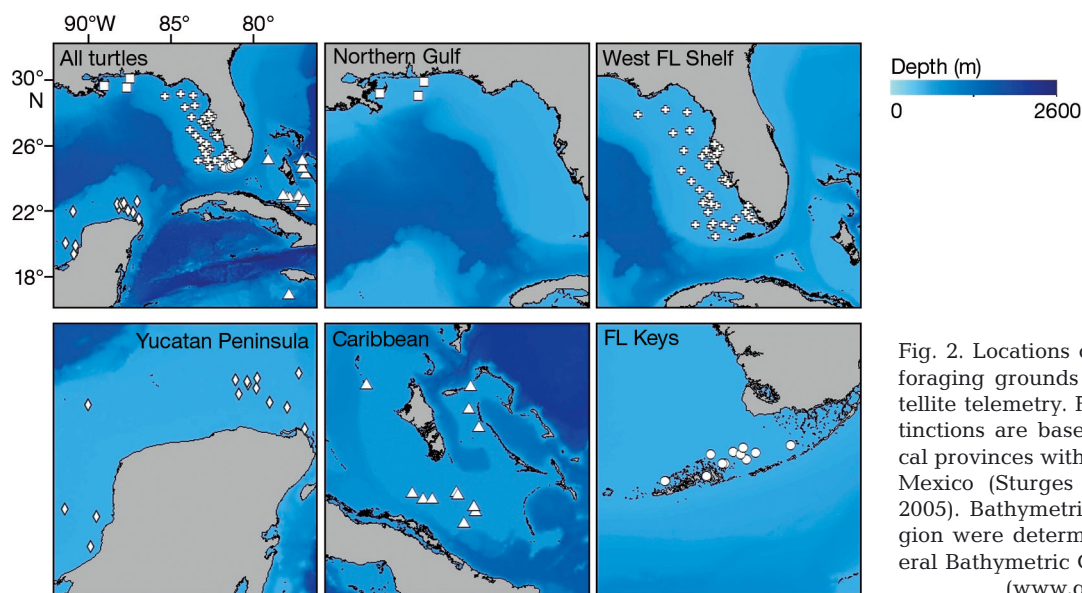 90°W 85° 80°
All turtles
Northern Gulf
West FL Shelf
30°
N
26°
22°
18°
Depth (m)
0 2600
Yucatan Peninsula
Caribbean
FL Keys
Fig. 2. Locations
foraging grounds
tellite telemetry.
tinctions are base
cal provinces with
Mexico (Sturges
2005). Bathymetri
gion were determ
eral Bathymetric